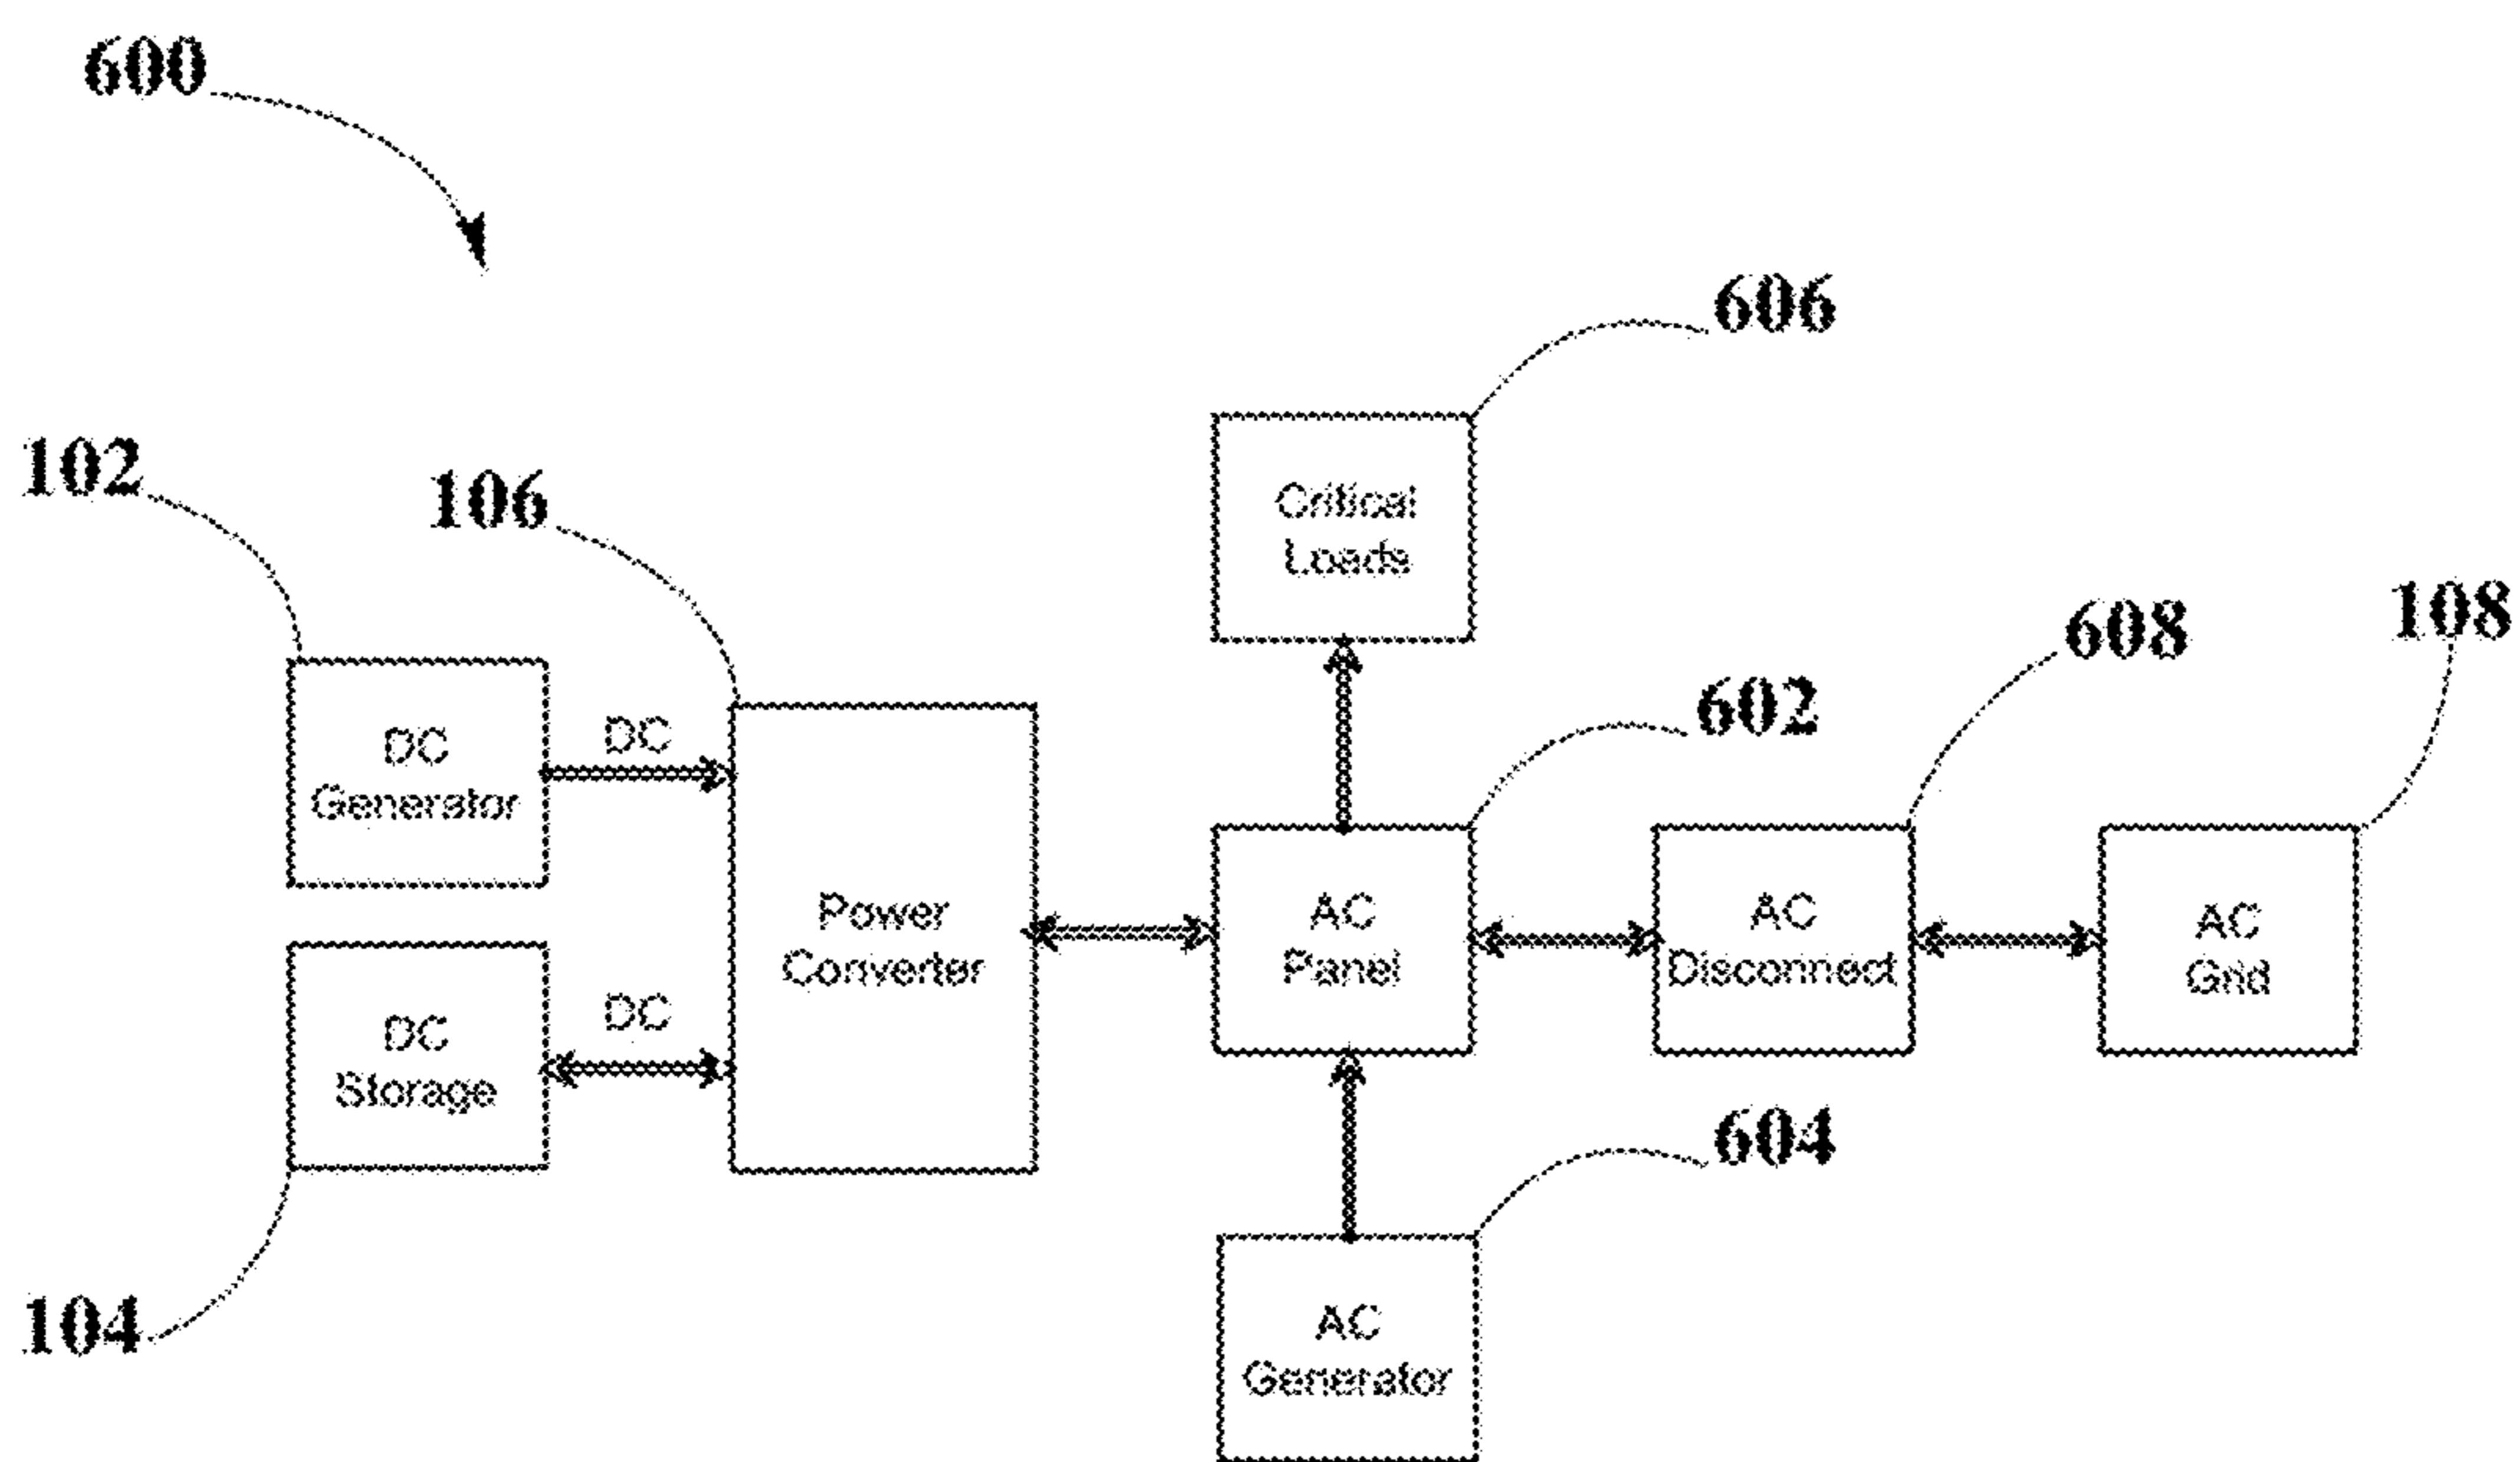 600
606
102
106
Critical
Loads
108
608
602
DC
Generator
DC
Power
Converter
AC
Panel
AC
Disconnect
AC
Grid
DC
Storage
DC
604
104
AC
Generator